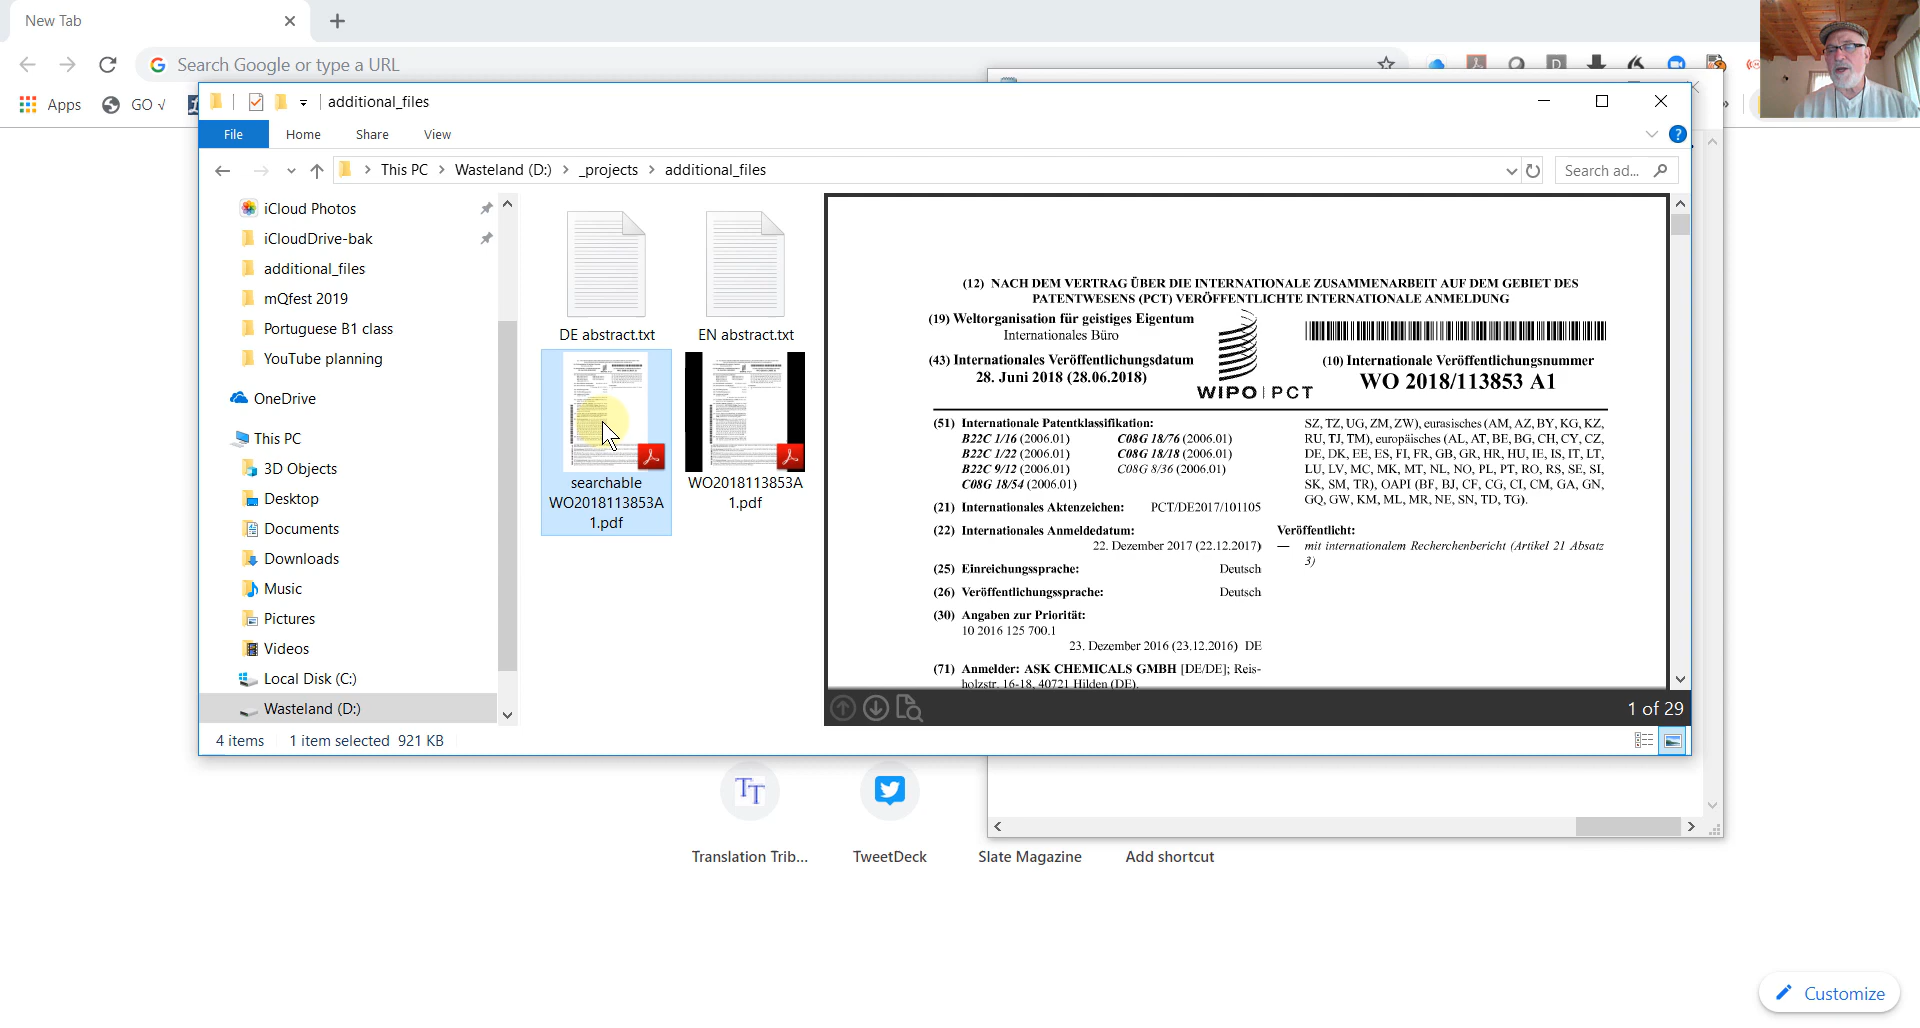 New Tab
Search Google or type a URL
Apps
GO √
additional_files
File
Home
Share
View
This PC > Wasteland (D:) > _projects > additional_files
Search ad...
iCloud Photos
iCloudDrive-bak
additional_files
mQfest 2019
Portuguese B1 class
YouTube planning
OneDrive
This PC
3D Objects
Desktop
Documents
Downloads
Music
Pictures
Videos
Local Disk (C:)
Wasteland (D:)
DE abstract.txt
EN abstract.txt
searchable
WO2018113853A
1.pdf
WO2018113853A
1.pdf
(12) NACH DEM VERTRAG ÜBER DIE INTERNATIONALE ZUSAMMENARBEIT AUF DEM GEBIET DES
PATENTWESENS (PCT) VERÖFFENTLICHTE INTERNATIONALE ANMELDUNG
(19) Weltorganisation für geistiges Eigentum
Internationales Büro
(43) Internationales Veröffentlichungsdatum
28. Juni 2018 (28.06.2018)
WIPO | PCT
(10) Internationale Veröffentlichungsnummer
WO 2018/113853 A1
(51) Internationale Patentklassifikation:
B22C 1/16 (2006.01) C08G 18/76 (2006.01)
B22C 1/22 (2006.01) C08G 18/18 (2006.01)
B22C 9/12 (2006.01) C08G 8/36 (2006.01)
C08G 18/54 (2006.01)
(21) Internationales Aktenzeichen: PCT/DE2017/101105
(22) Internationales Anmeldedatum:
22. Dezember 2017 (22.12.2017)
(25) Einreichungssprache: Deutsch
(26) Veröffentlichungssprache: Deutsch
(30) Angaben zur Priorität:
10 2016 125 700.1
23. Dezember 2016 (23.12.2016) DE
(71) Anmelder: ASK CHEMICALS GMBH [DE/DE]; Reis-
holzstr. 16-18, 40721 Hilden (DE).
SZ, TZ, UG, ZM, ZW), eurasisches (AM, AZ, BY, KG, KZ,
RU, TJ, TM), europäisches (AL, AT, BE, BG, CH, CY, CZ,
DE, DK, EE, ES, FI, FR, GB, GR, HR, HU, IE, IS, IT, LT,
LU, LV, MC, MK, MT, NL, NO, PL, PT, RO, RS, SE, SI,
SK, SM, TR), OAPI (BF, BJ, CF, CG, CI, CM, GA, GN,
GQ, GW, KM, ML, MR, NE, SN, TD, TG).
Veröffentlicht:
— mit internationalem Recherchenbericht (Artikel 21 Absatz
3)
1 of 29
4 items 1 item selected 921 KB
TT
Translation Trib...
TweetDeck
Slate Magazine
Add shortcut
Customize